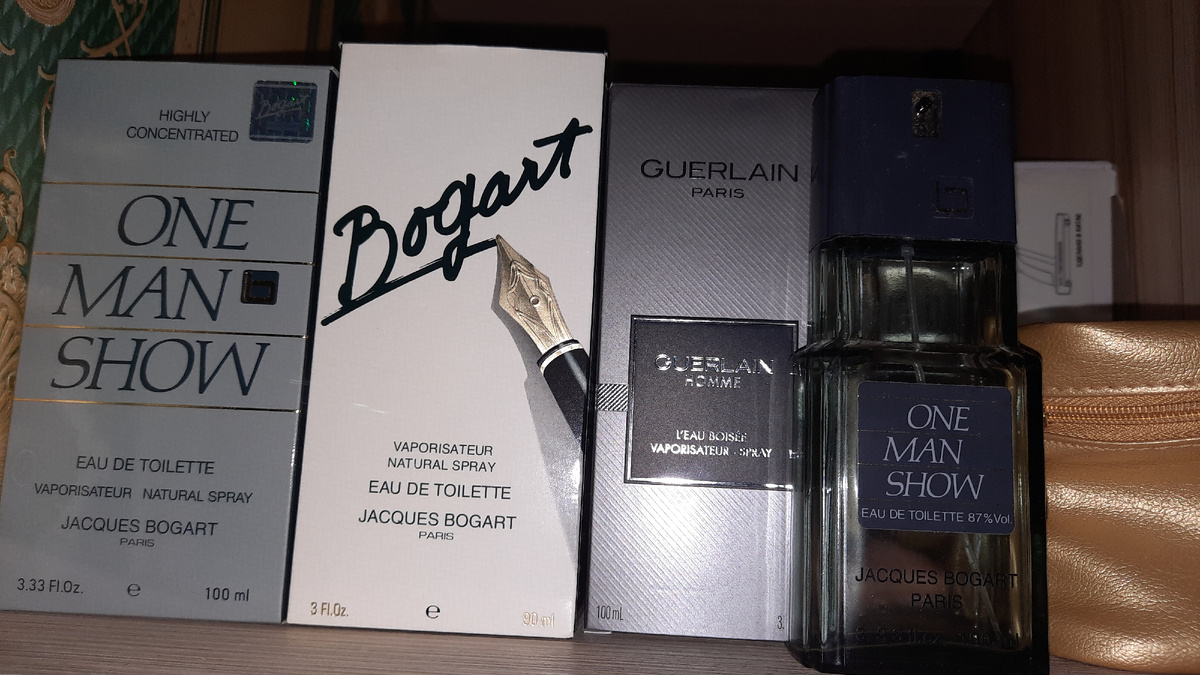 HIGHLY
CONCENTRATED
Bogart
ONE
MAN
SHOW
EAU DE TOILETTE
VAPORISATEUR NATURAL SPRAY
JACQUES BOGART
PARIS
3.33 Fl.Oz. e 100 ml
Bogart
VAPORISATEUR
NATURAL SPRAY
EAU DE TOILETTE
JACQUES BOGART
PARIS
3 Fl.Oz. e 90 ml
GUERLAIN
PARIS
GUERLAIN
HOMME
L'EAU BOISÉE
VAPORISATEUR - SPRAY
100 mL 3.
ONE
MAN
SHOW
EAU DE TOILETTE 87%Vol.
JACQUES BOGART
PARIS